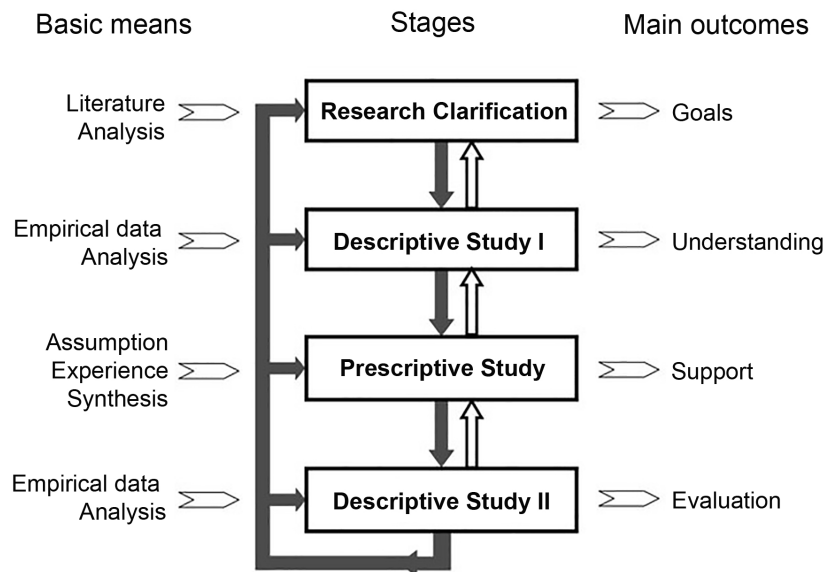 Basic means
Stages
Main outcomes
Literature
Analysis
Research Clarification
Goals
Empirical data
Analysis
Descriptive Study I
Understanding
Assumption
Experience
Synthesis
Prescriptive Study
Support
Empirical data
Analysis
Descriptive Study II
Evaluation